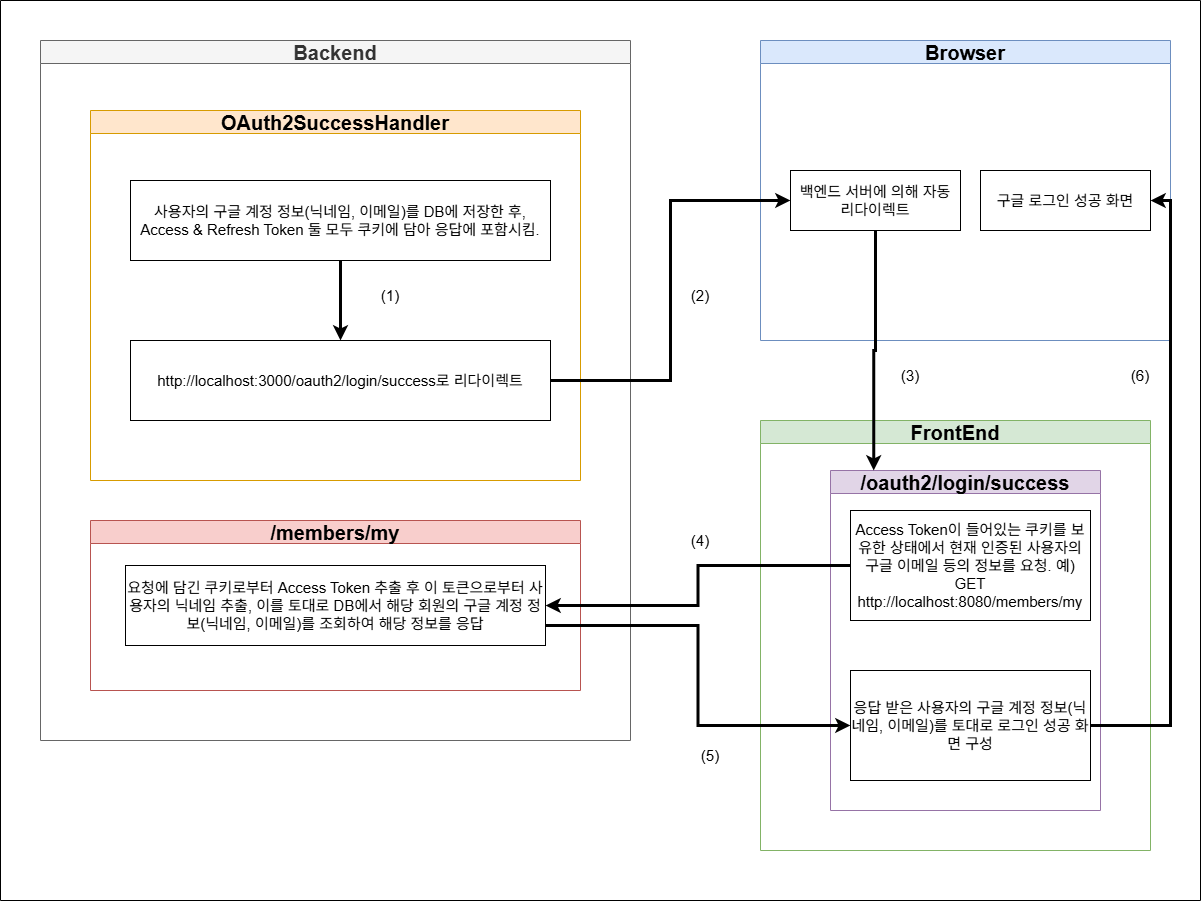 Backend
OAuth2SuccessHandler
사용자의 구글 계정 정보(닉네임, 이메일)를 DB에 저장한 후,
Access & Refresh Token 둘 모두 쿠키에 담아 응답에 포함시킴.
(1)
http://localhost:3000/oauth2/login/success로 리다이렉트
(2)
Browser
백엔드 서버에 의해 자동
리다이렉트
구글 로그인 성공 화면
(3)
(6)
FrontEnd
/oauth2/login/success
Access Token이 들어있는 쿠키를 보
유한 상태에서 현재 인증된 사용자의
구글 이메일 등의 정보를 요청. 예)
GET
http://localhost:8080/members/my
(4)
/members/my
요청에 담긴 쿠키로부터 Access Token 추출 후 이 토큰으로부터 사
용자의 닉네임 추출, 이를 토대로 DB에서 해당 회원의 구글 계정 정
보(닉네임, 이메일)를 조회하여 해당 정보를 응답
(5)
응답 받은 사용자의 구글 계정 정보(닉
네임, 이메일)를 토대로 로그인 성공 화
면 구성